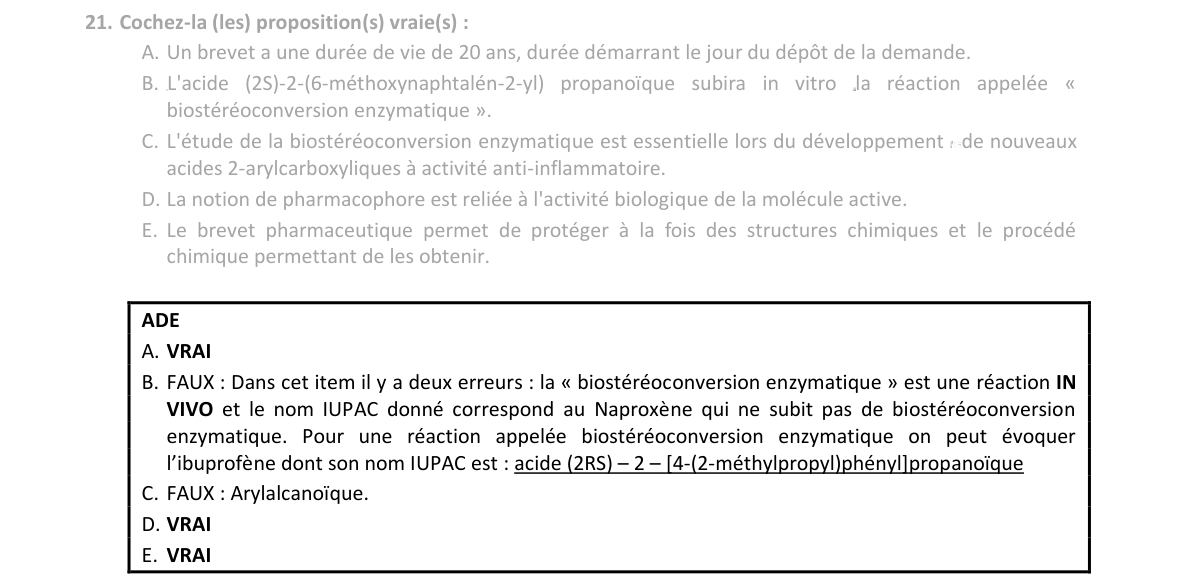 21. Cochez-la (les) proposition(s) vraie(s) :
A. Un brevet a une durée de vie de 20 ans, durée démarrant le jour du dépôt de la demande.
B. L'acide (2S)-2-(6-méthoxynaphtalén-2-yl) propanoïque subira in vitro la réaction appelée «
biostéréoconversion enzymatique ».
C. L'étude de la biostéréoconversion enzymatique est essentielle lors du développement de nouveaux
acides 2-arylcarboxyliques à activité anti-inflammatoire.
D. La notion de pharmacophore est reliée à l'activité biologique de la molécule active.
E. Le brevet pharmaceutique permet de protéger à la fois des structures chimiques et le procédé
chimique permettant de les obtenir.
ADE
A. VRAI
B. FAUX : Dans cet item il y a deux erreurs : la « biostéréoconversion enzymatique » est une réaction IN
VIVO et le nom IUPAC donné correspond au Naproxène qui ne subit pas de biostéréoconversion
enzymatique. Pour une réaction appelée biostéréoconversion enzymatique on peut évoquer
l’ibuprofène dont son nom IUPAC est : acide (2RS) – 2 – [4-(2-méthylpropyl)phényl]propanoïque
C. FAUX : Arylalcanoïque.
D. VRAI
E. VRAI